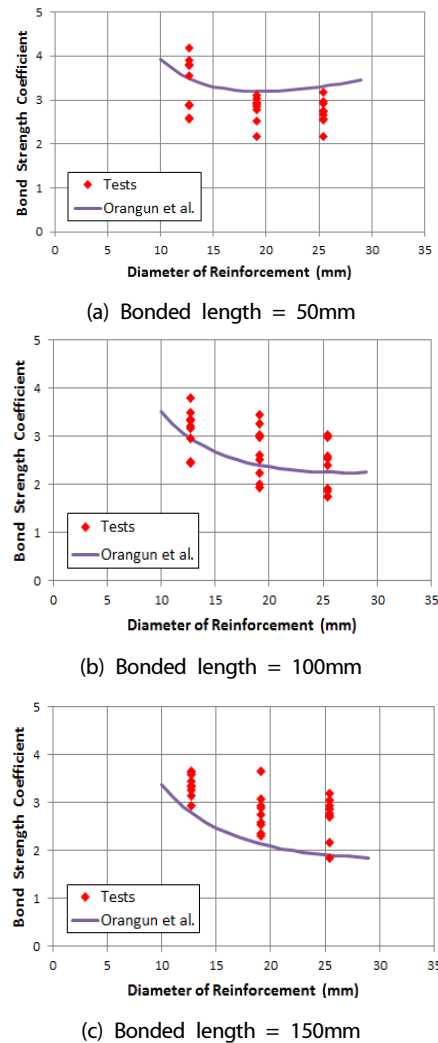 Bond Strength Coefficient
5
4
3
2
1
0
Tests
Orangun et al.
0 5 10 15 20 25 30 35
Diameter of Reinforcement (mm)
(a) Bonded length = 50mm
Bond Strength Coefficient
5
4
3
2
1
0
Tests
Orangun et al.
0 5 10 15 20 25 30 35
Diameter of Reinforcement (mm)
(b) Bonded length = 100mm
Bond Strength Coefficient
5
4
3
2
1
0
Tests
Orangun et al.
0 5 10 15 20 25 30 35
Diameter of Reinforcement (mm)
(c) Bonded length = 150mm